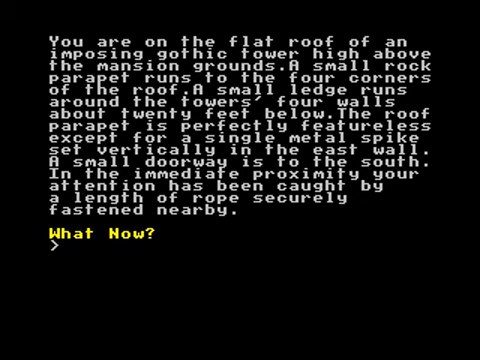 You are on the flat roof of an
imposing gothic tower high above
the mansion grounds.A small rock
parapet runs to the four corners
of the roof.A small ledge runs
around the towers' four walls
about twenty feet below.The roof
parapet is perfectly featureless
except for a single metal spike
set vertically in the east wall.
A small doorway is to the south.
In the immediate proximity your
attention has been caught by
a length of rope securely
fastened nearby.
What Now?
>